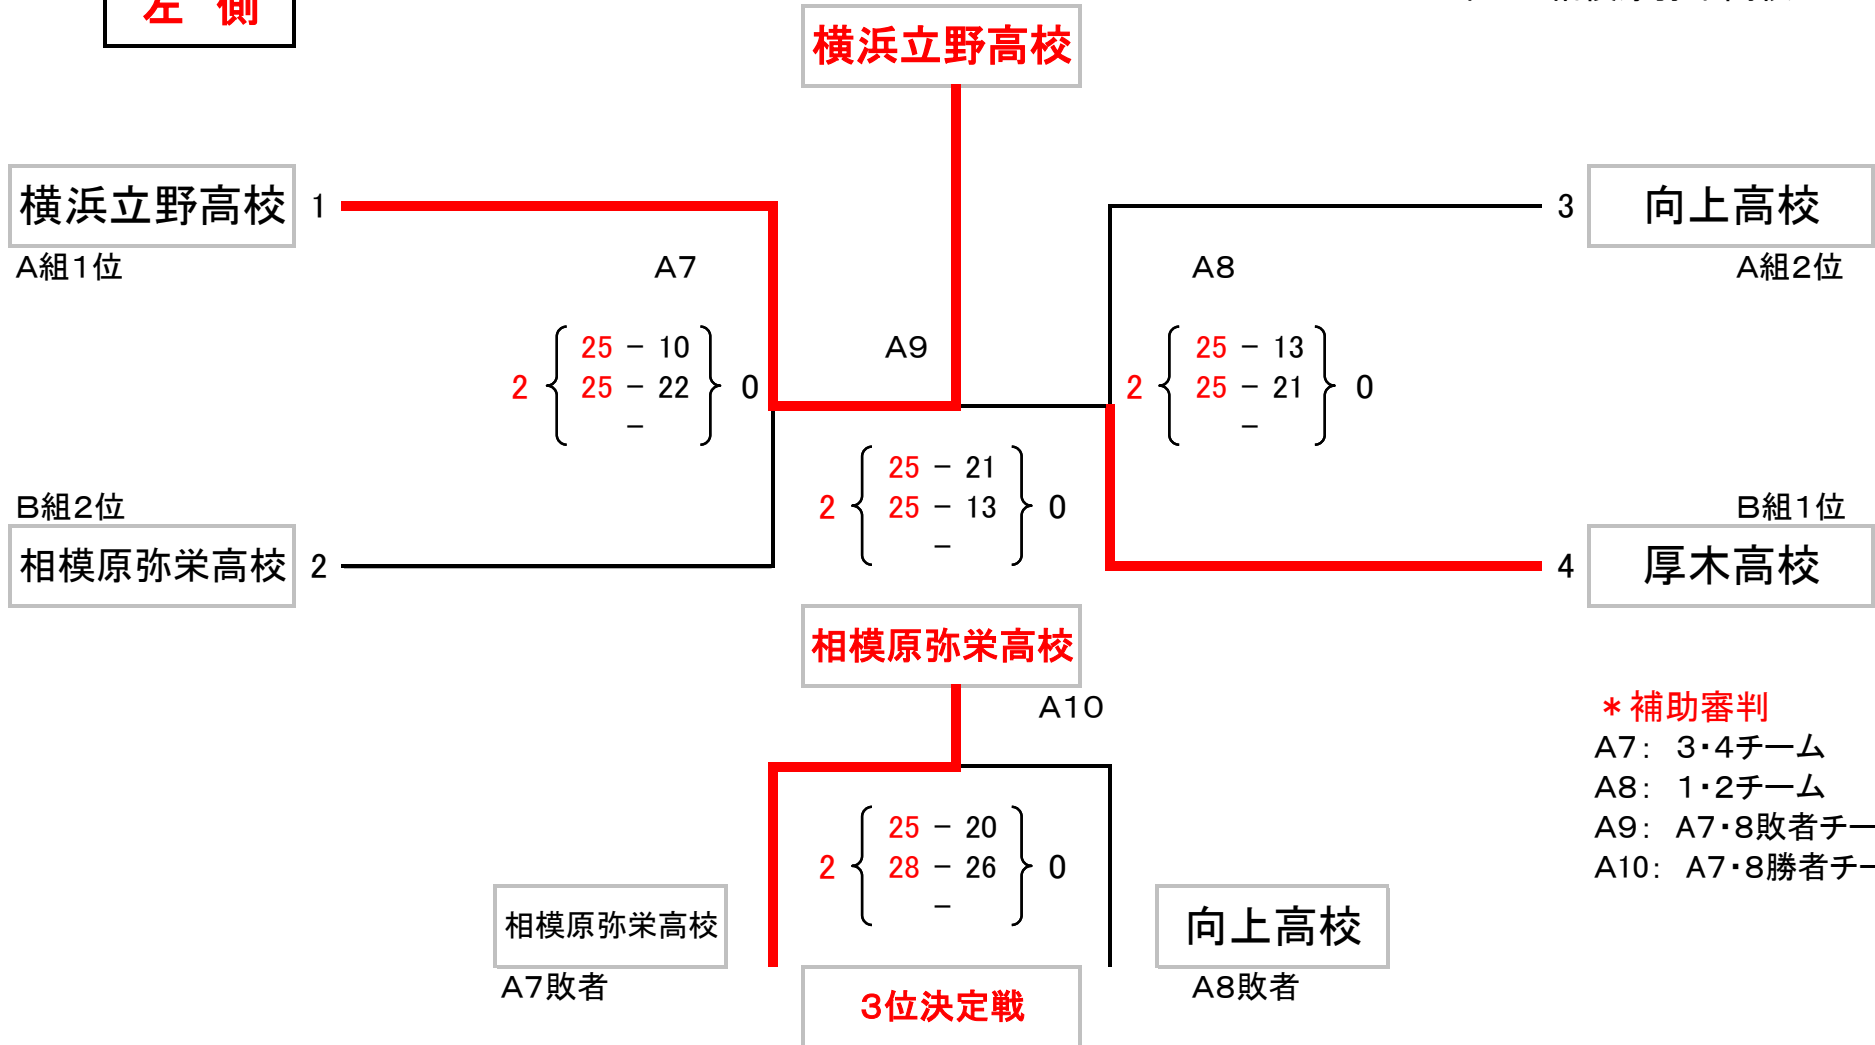 左 側
横浜立野高校
横浜立野高校 1
3 向上高校
A組1位
A7
A8
A組2位
A9
2 25 - 10 0
25 - 22
-
2 25 - 13 0
25 - 21
-
2 25 - 21 0
25 - 13
-
B組2位
B組1位
相模原弥栄高校 2
4 厚木高校
相模原弥栄高校
A10
2 25 - 20 0
28 - 26
-
相模原弥栄高校
向上高校
A7敗者
A8敗者
3位決定戦
*補助審判
A7: 3・4チーム
A8: 1・2チーム
A9: A7・8敗者チー
A10: A7・8勝者チー